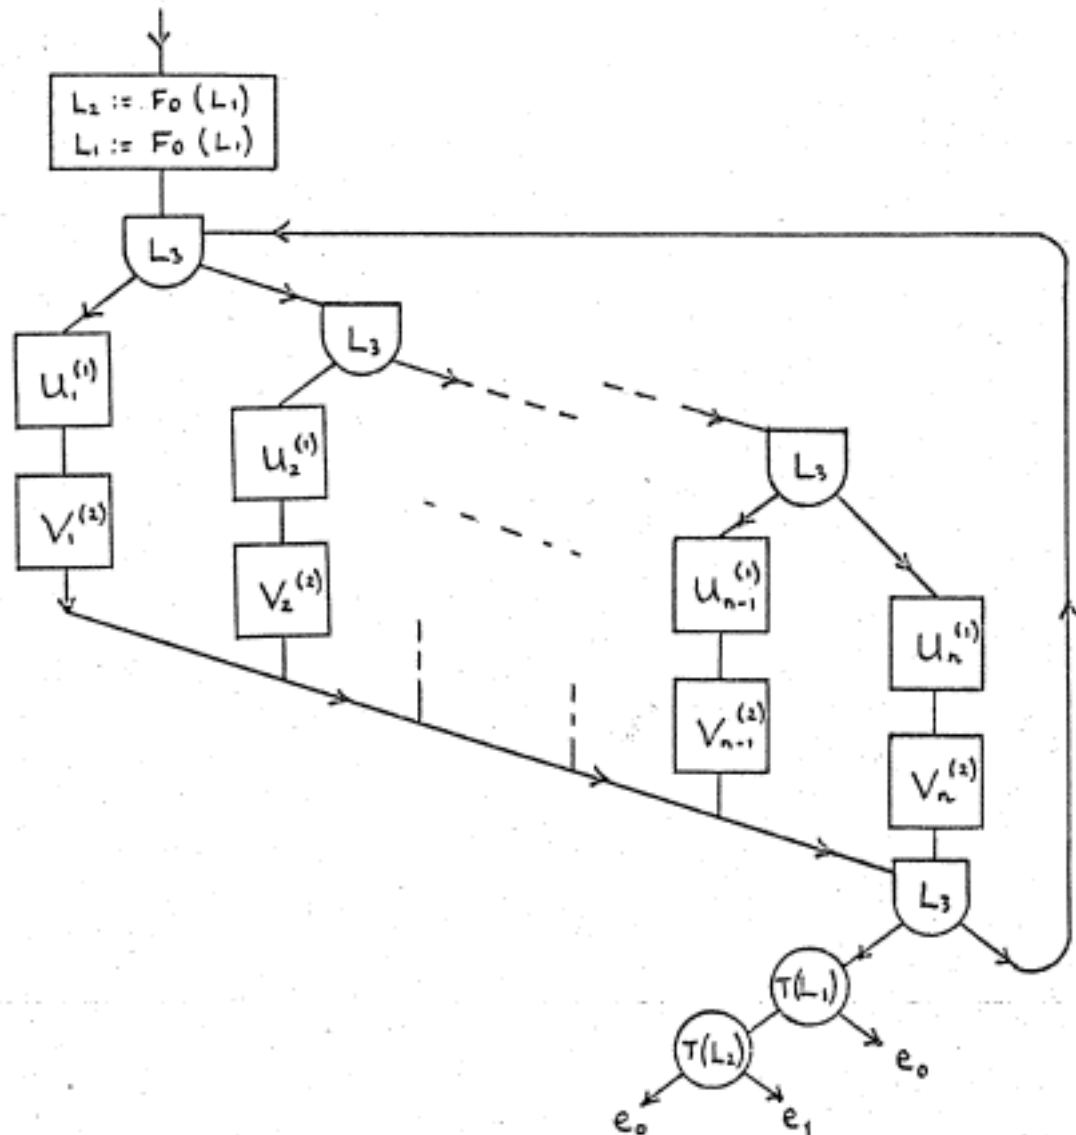 L₂ := F₀ (L₁)
L₁ := F₀ (L₁)
L₃
L₃
L₃
U₁⁽¹⁾
U₂⁽¹⁾
V₁⁽²⁾
V₂⁽²⁾
Uₙ₋₁⁽¹⁾
Uₙ⁽¹⁾
Vₙ₋₁⁽²⁾
Vₙ⁽²⁾
L₃
T(L₁)
T(L₂)
e₀
e₀
e₁